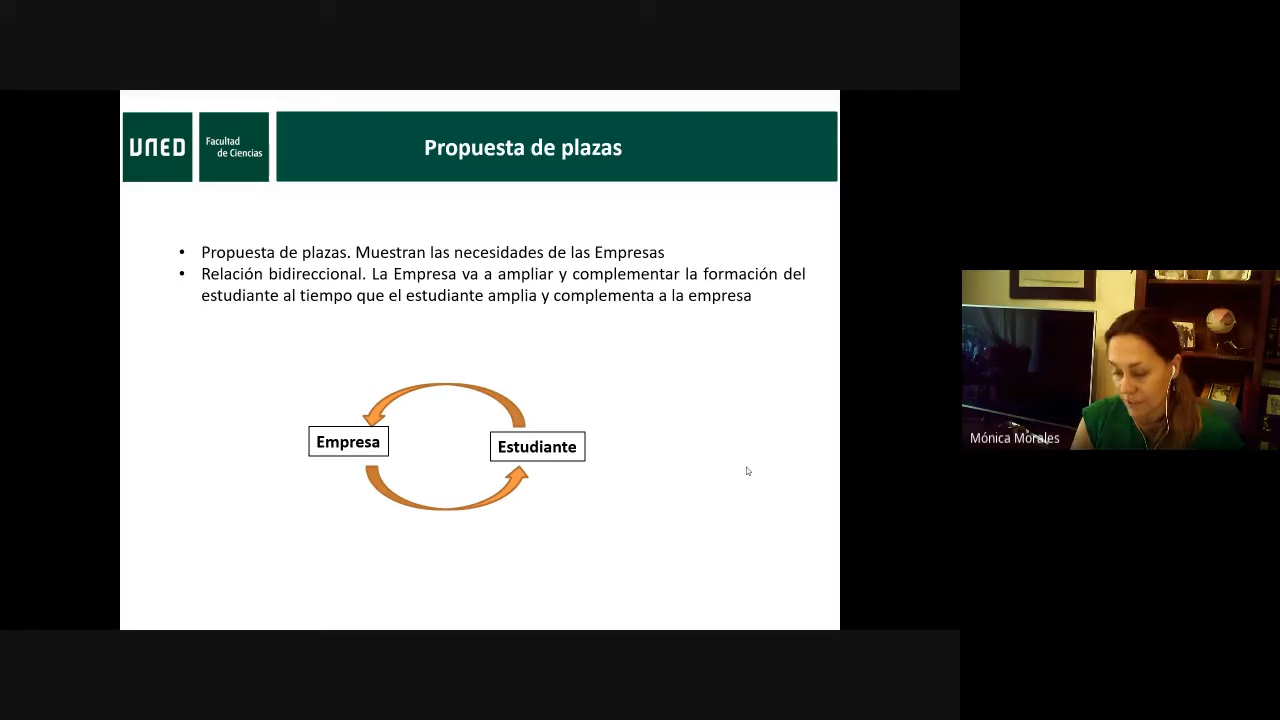 UNED
Facultad
de Ciencias
Propuesta de plazas
• Propuesta de plazas. Muestran las necesidades de las Empresas
• Relación bidireccional. La Empresa va a ampliar y complementar la formación del
estudiante al tiempo que el estudiante amplia y complementa a la empresa
Empresa
Estudiante
Mónica Morales